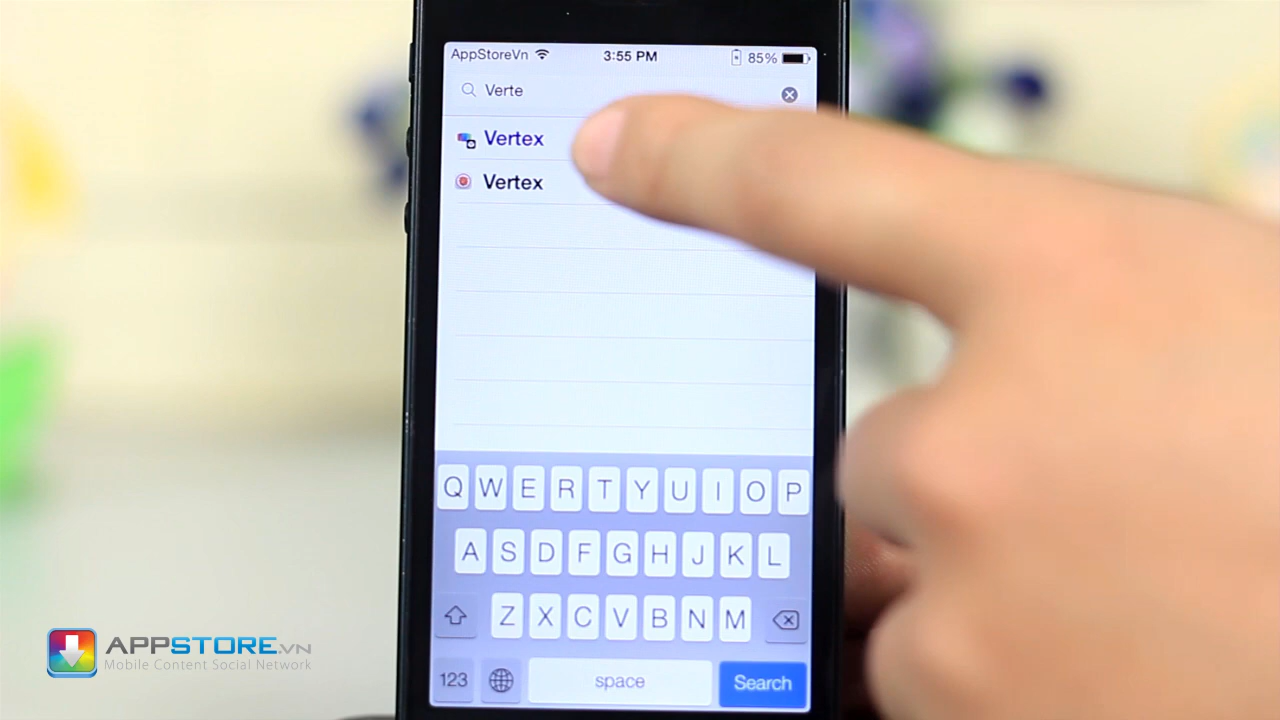 AppStoreVn 3:55 PM 85%
Verte
Vertex
Vertex
Q W E R T Y U I O P
A S D F G H J K L
Z X C V B N M
123 space Search
APPSTORE.VN
Mobile Content Social Network